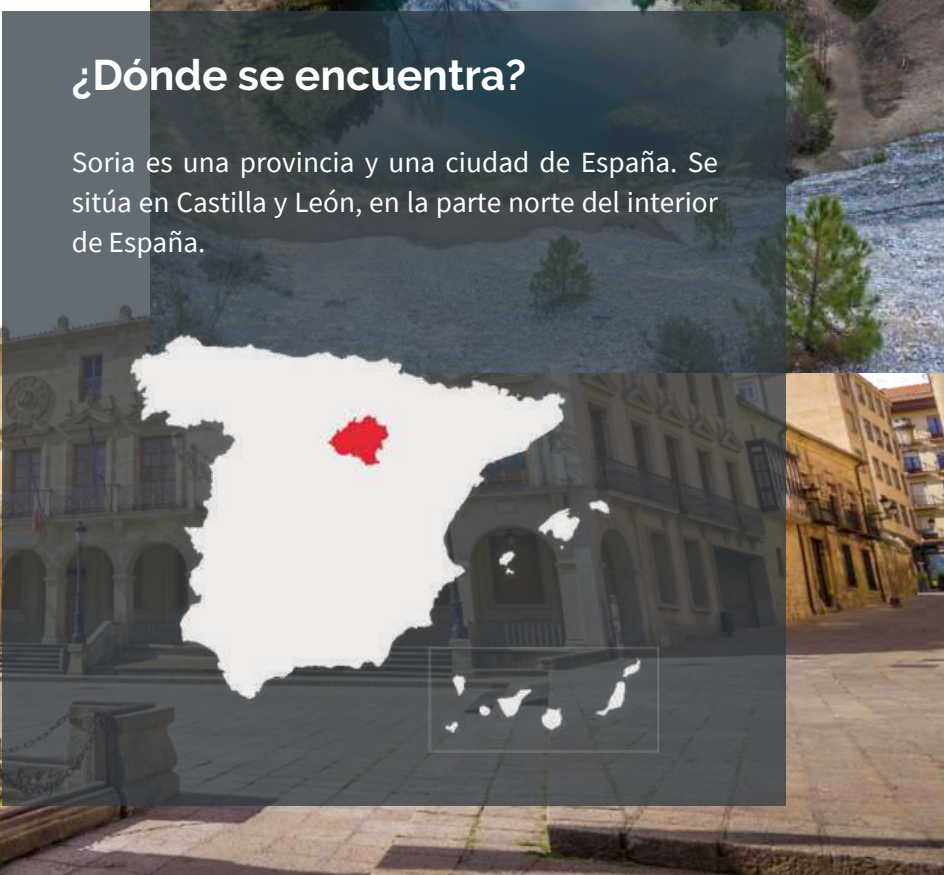 ¿Dónde se encuentra?
Soria es una provincia y una ciudad de España. Se
sitúa en Castilla y León, en la parte norte del interior
de España.